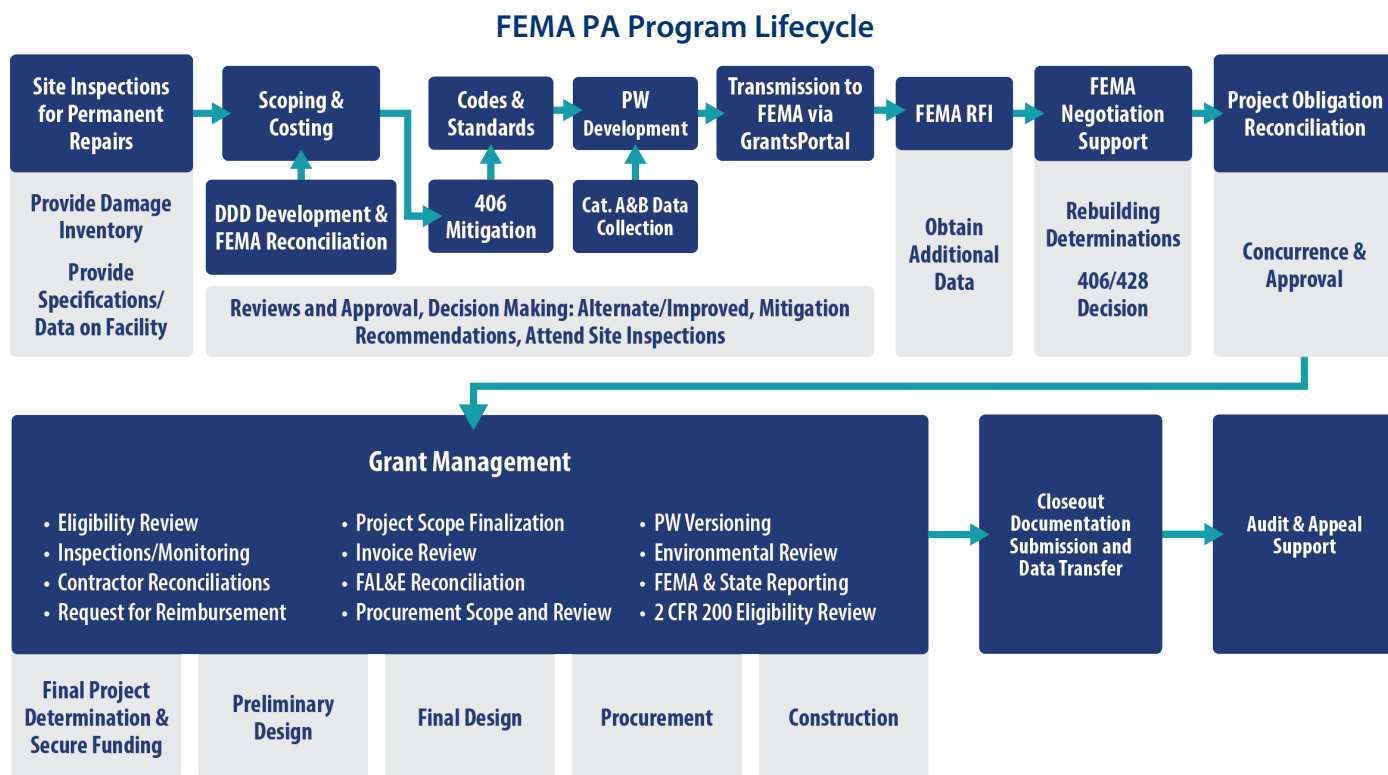 FEMA PA Program Lifecycle
Site Inspections
for Permanent
Repairs
Provide Damage
Inventory
Provide
Specifications/
Data on Facility
Scoping &
Costing
DDD Development &
FEMA Reconciliation
Codes &
Standards
406
Mitigation
PW
Development
Cat. A&B Data
Collection
Transmission to
FEMA via
GrantsPortal
Reviews and Approval, Decision Making: Alternate/Improved, Mitigation
Recommendations, Attend Site Inspections
FEMA RFI
Obtain
Additional
Data
FEMA
Negotiation
Support
Rebuilding
Determinations
406/428
Decision
Project Obligation
Reconciliation
Concurrence &
Approval
Grant Management
• Eligibility Review
• Inspections/Monitoring
• Contractor Reconciliations
• Request for Reimbursement
• Project Scope Finalization
• Invoice Review
• FAL&E Reconciliation
• Procurement Scope and Review
• PW Versioning
• Environmental Review
• FEMA & State Reporting
• 2 CFR 200 Eligibility Review
Final Project
Determination &
Secure Funding
Preliminary
Design
Final Design
Procurement
Construction
Closeout
Documentation
Submission and
Data Transfer
Audit & Appeal
Support